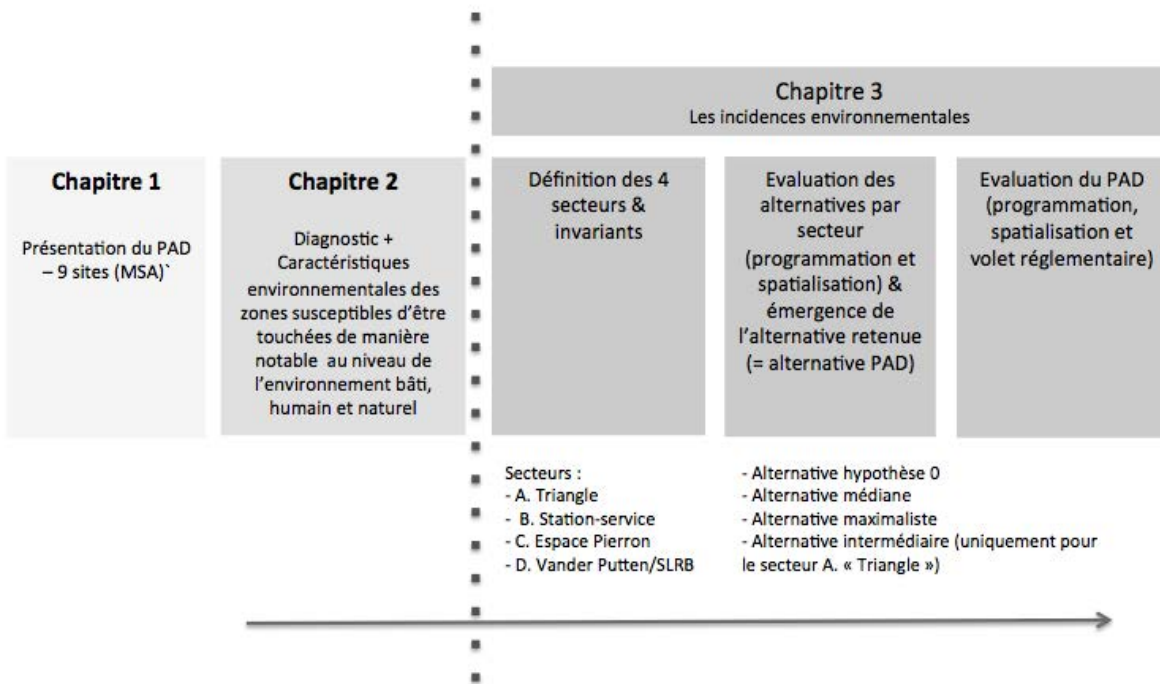 Chapitre 3
Les incidences environnementales
Chapitre 1
Présentation du PAD
– 9 sites (MSA)`
Chapitre 2
Diagnostic +
Caractéristiques
environnementales des
zones susceptibles d’être
touchées de manière
notable au niveau de
l’environnement bâti,
humain et naturel
Définition des 4
secteurs &
invariants
Evaluation des
alternatives par
secteur
(programmation et
spatialisation) &
émergence de
l’alternative retenue
(= alternative PAD)
Evaluation du PAD
(programmation,
spatialisation et
volet réglementaire)
Secteurs :
- A. Triangle
- B. Station-service
- C. Espace Pierron
- D. Vander Putten/SLRB
- Alternative hypothèse 0
- Alternative médiane
- Alternative maximaliste
- Alternative intermédiaire (uniquement pour
le secteur A. « Triangle »)